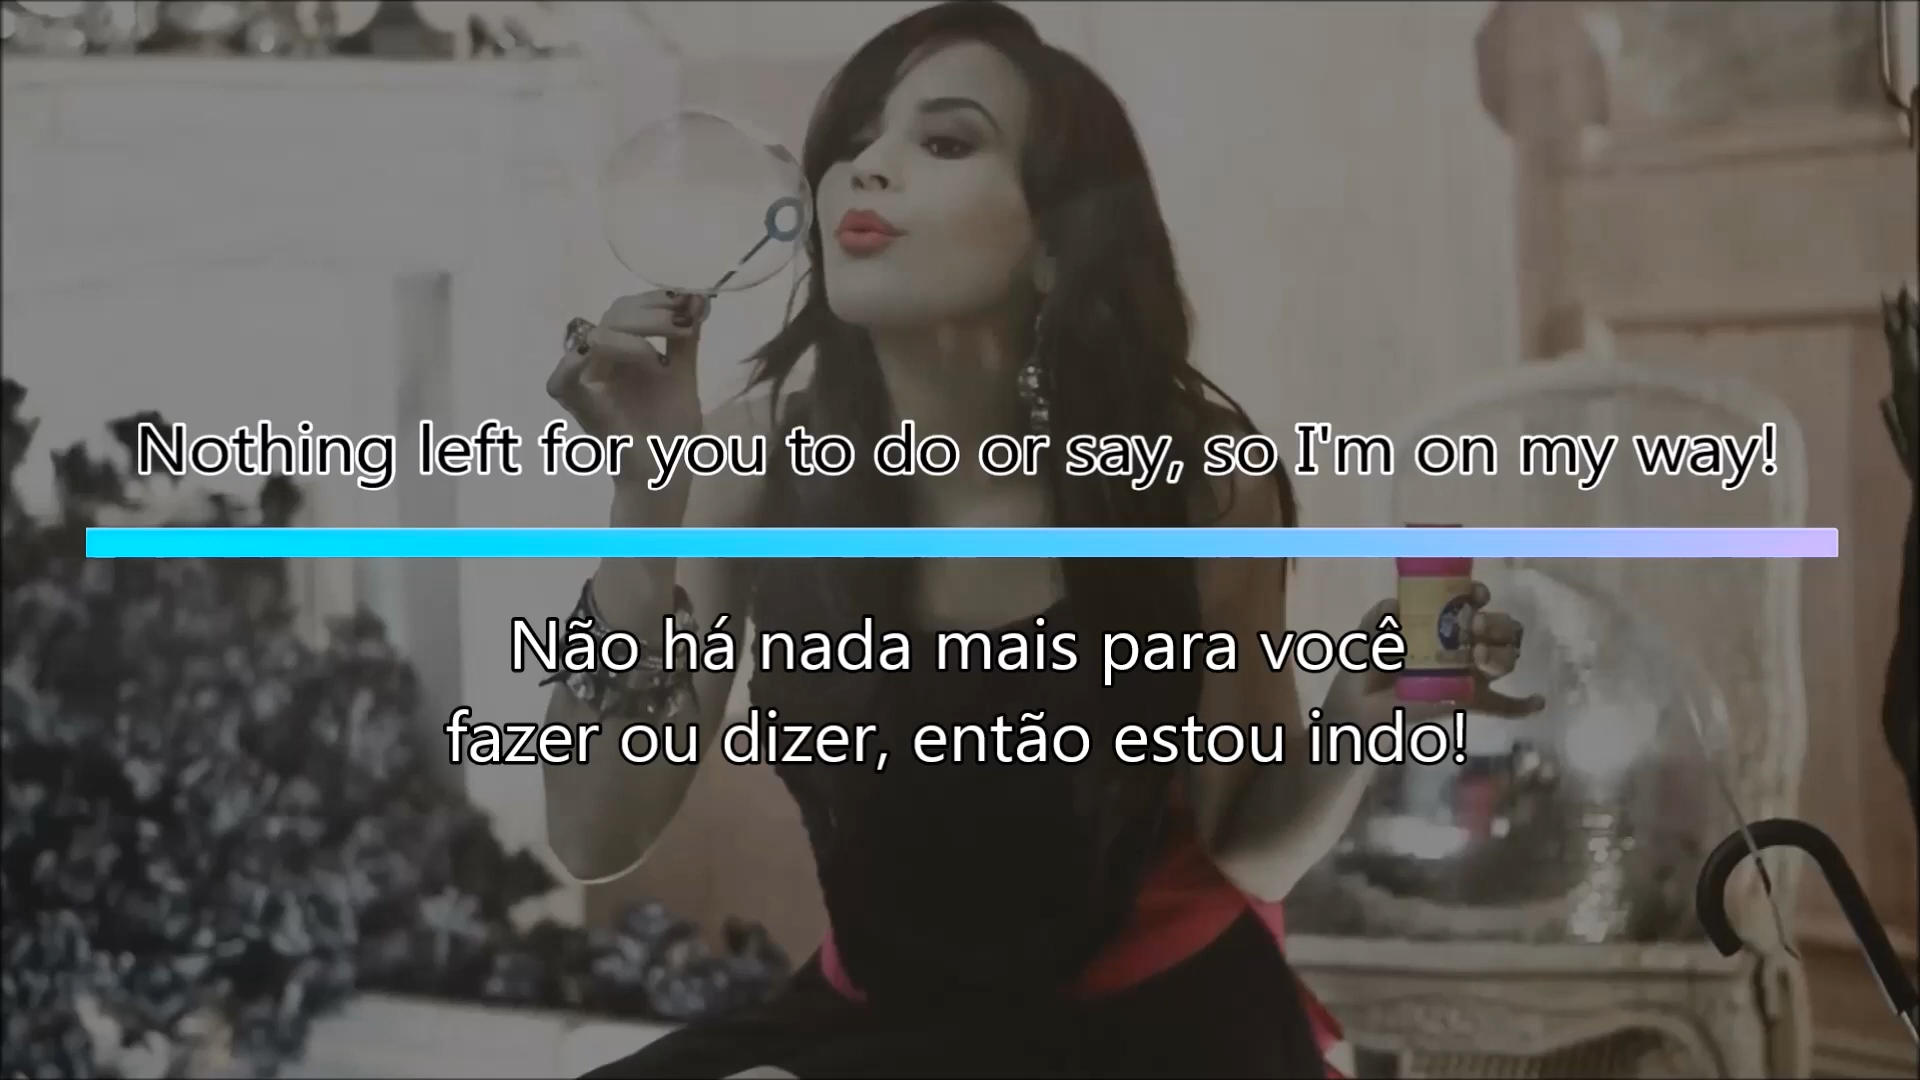 Nothing left for you to do or say, so I'm on my way!
Não há nada mais para você
fazer ou dizer, então estou indo!